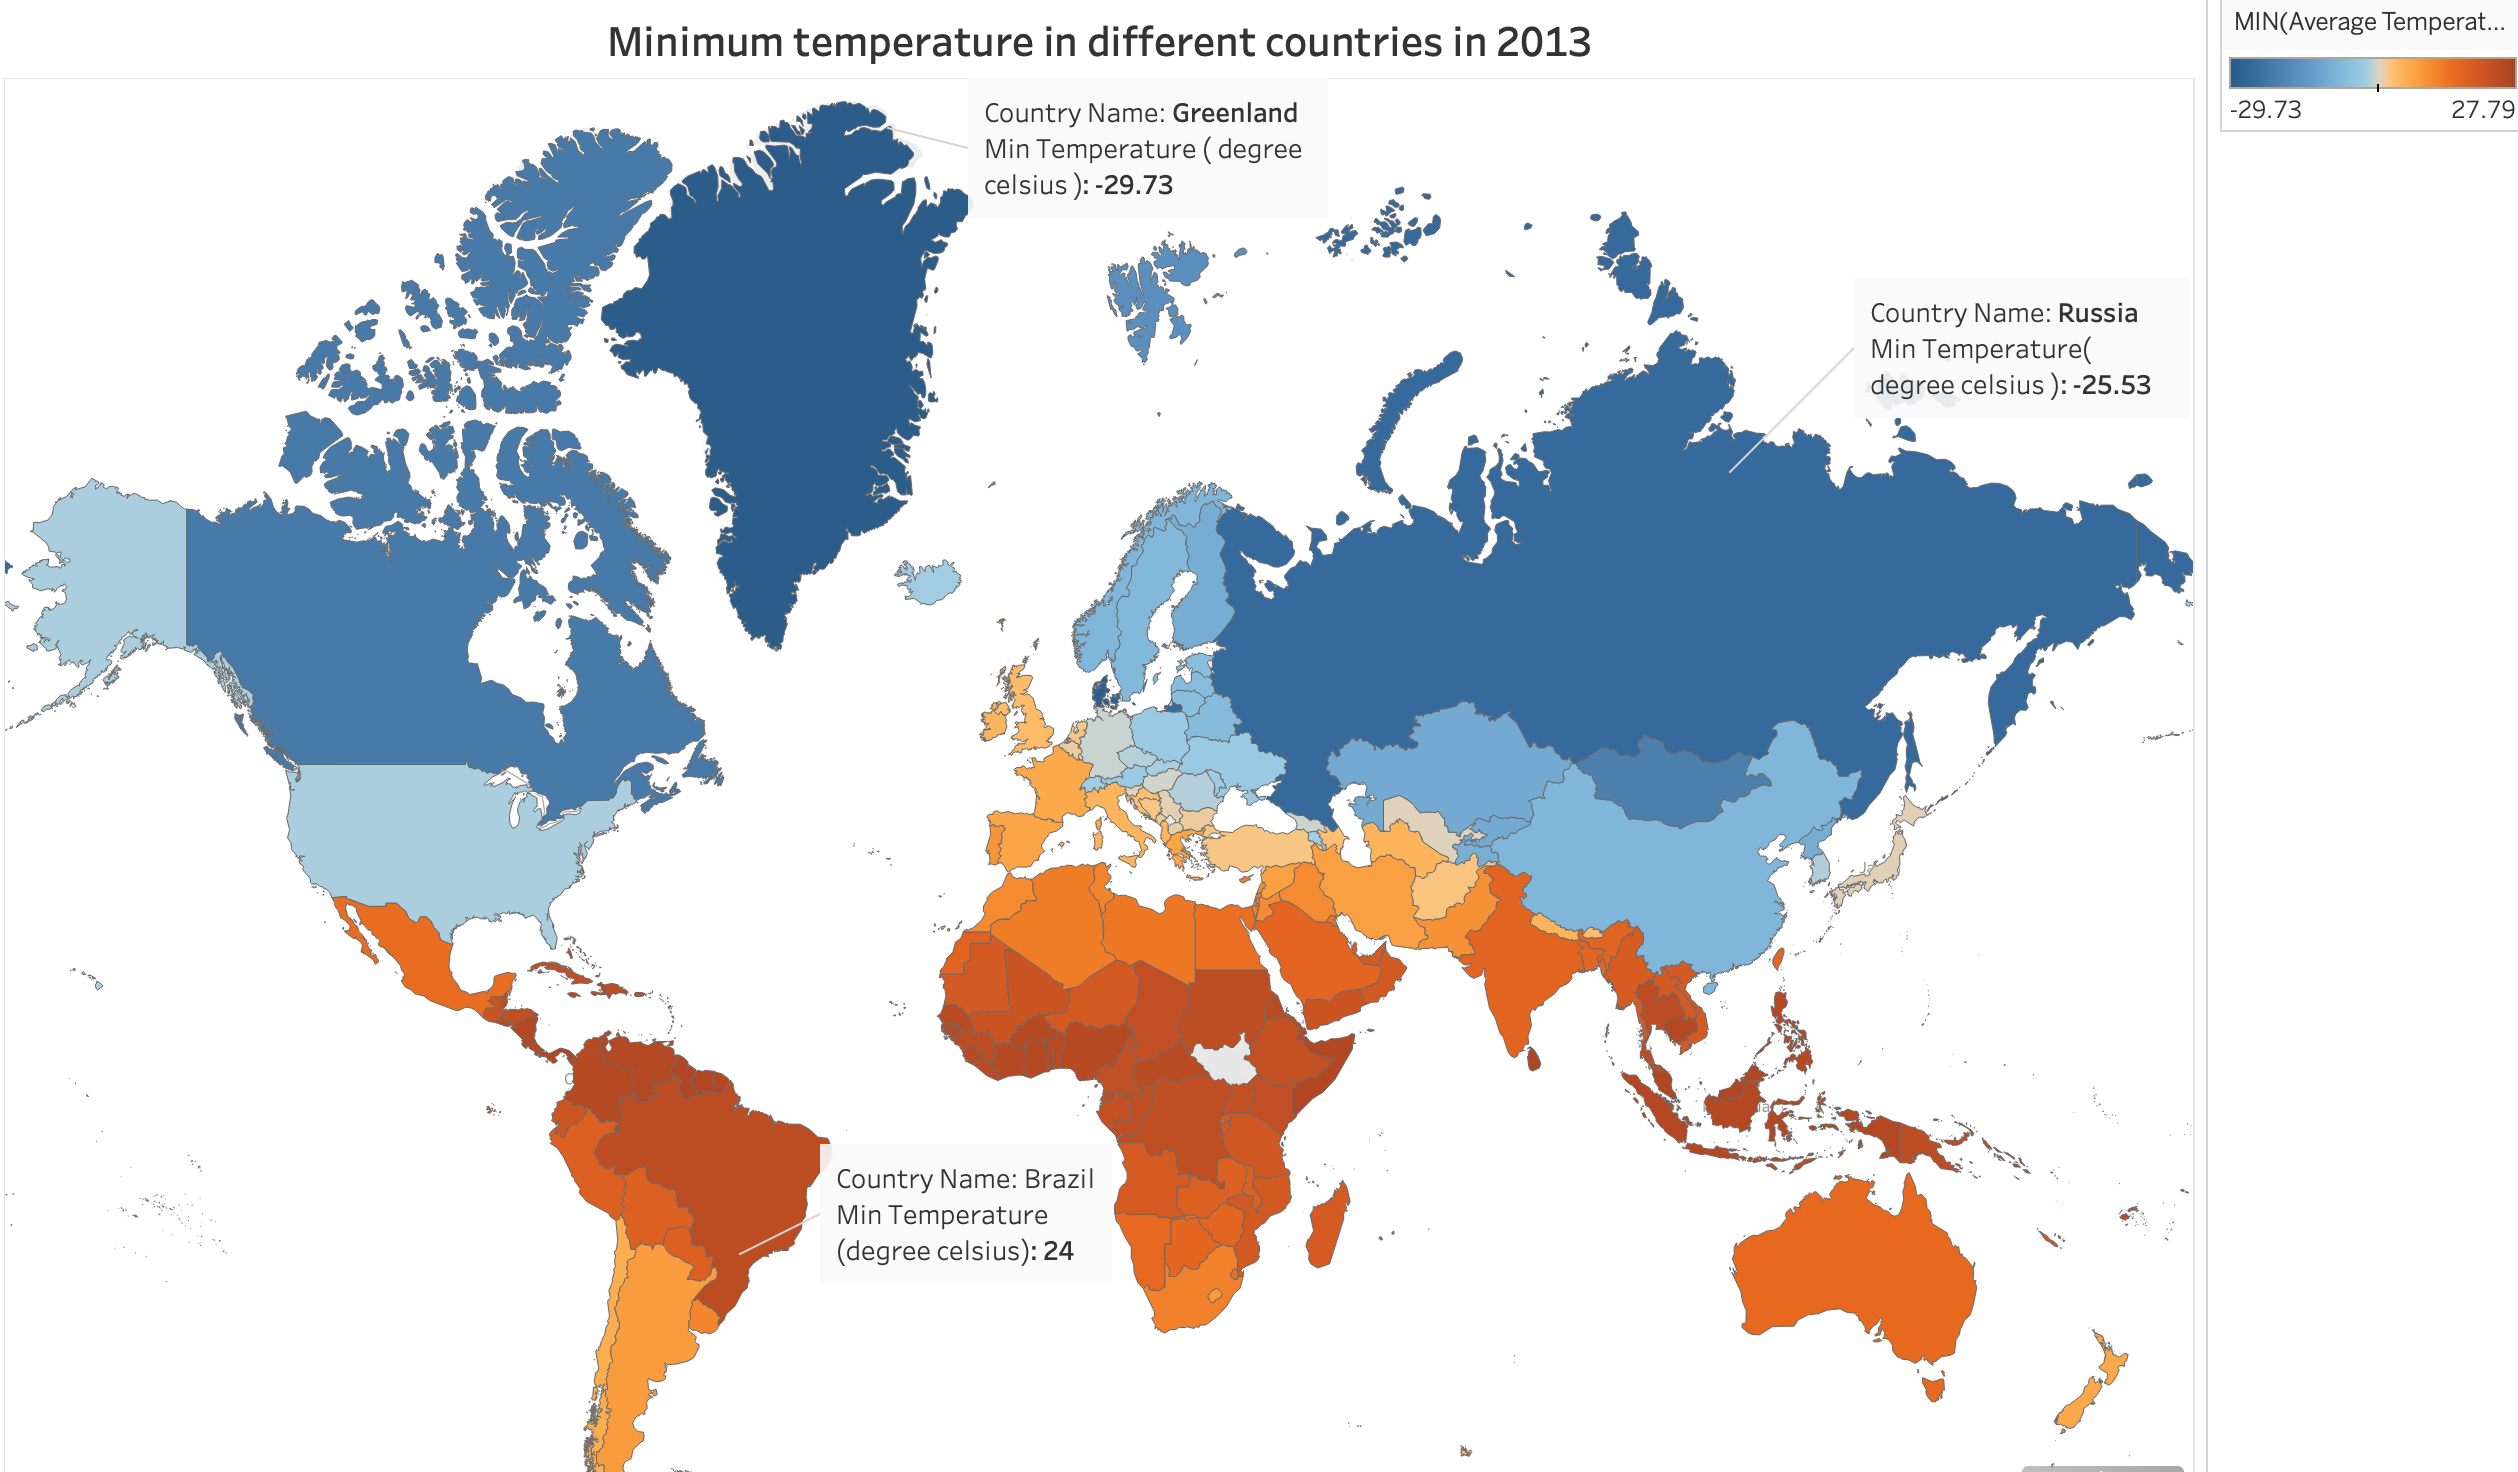 Minimum temperature in different countries in 2013
MIN(Average Temperat...
-29.73 27.79
Country Name: Greenland
Min Temperature ( degree
celsius ): -29.73
Country Name: Russia
Min Temperature(
degree celsius ): -25.53
Country Name: Brazil
Min Temperature
(degree celsius): 24